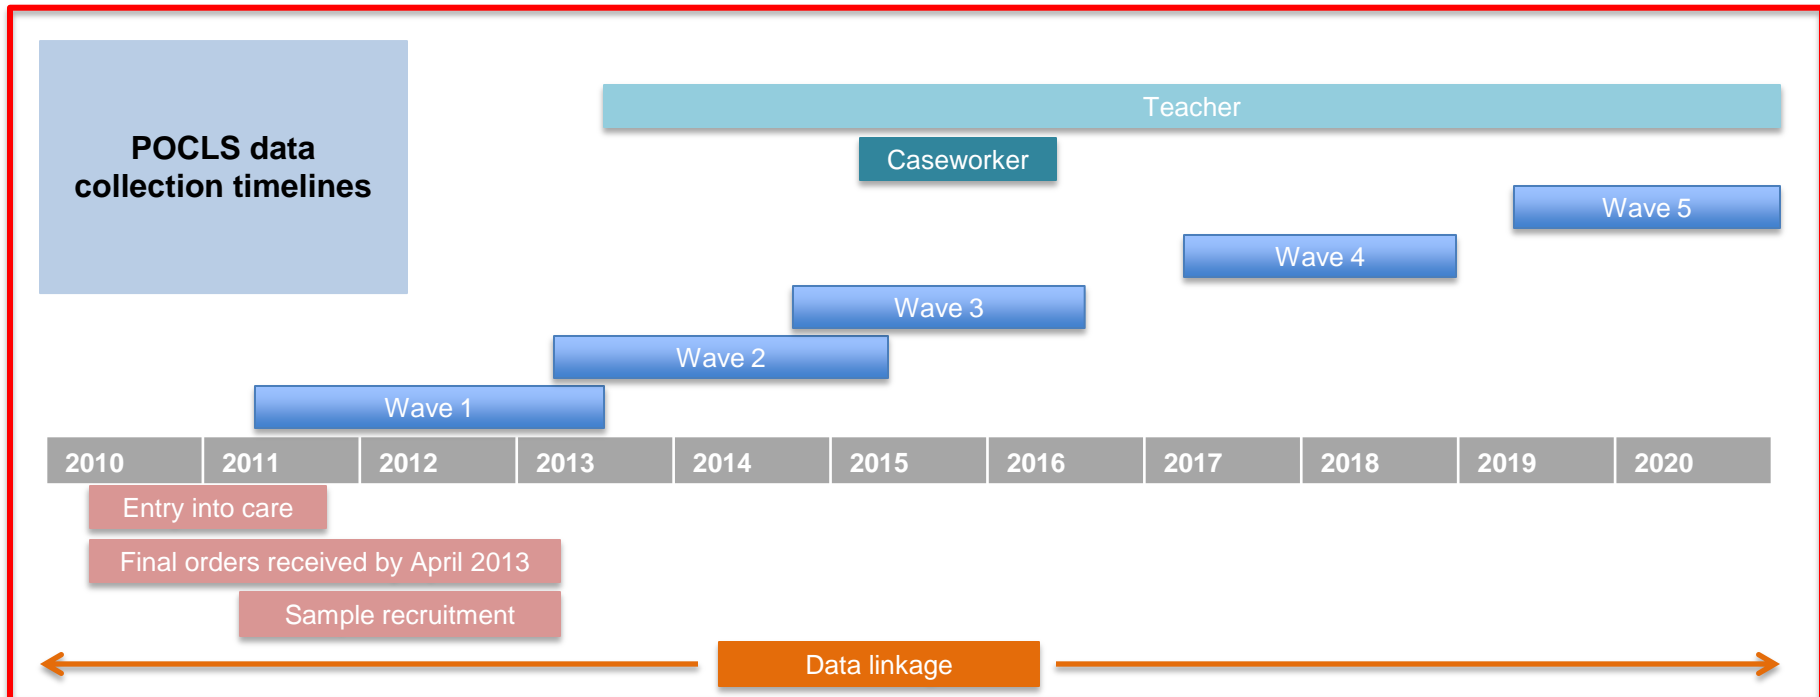 POCLS data
collection timelines
Teacher
Caseworker
Wave 5
Wave 4
Wave 3
Wave 2
Wave 1
2010 2011 2012 2013 2014 2015 2016 2017 2018 2019 2020
Entry into care
Final orders received by April 2013
Sample recruitment
Data linkage